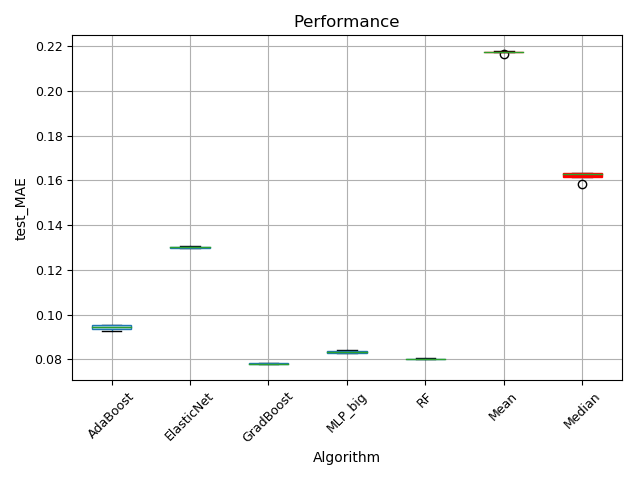 Performance
0.22
0.20
0.18
0.16
0.14
0.12
0.10
0.08
test_MAE
AdaBoost
ElasticNet
GradBoost
MLP_big
RF
Mean
Median
Algorithm